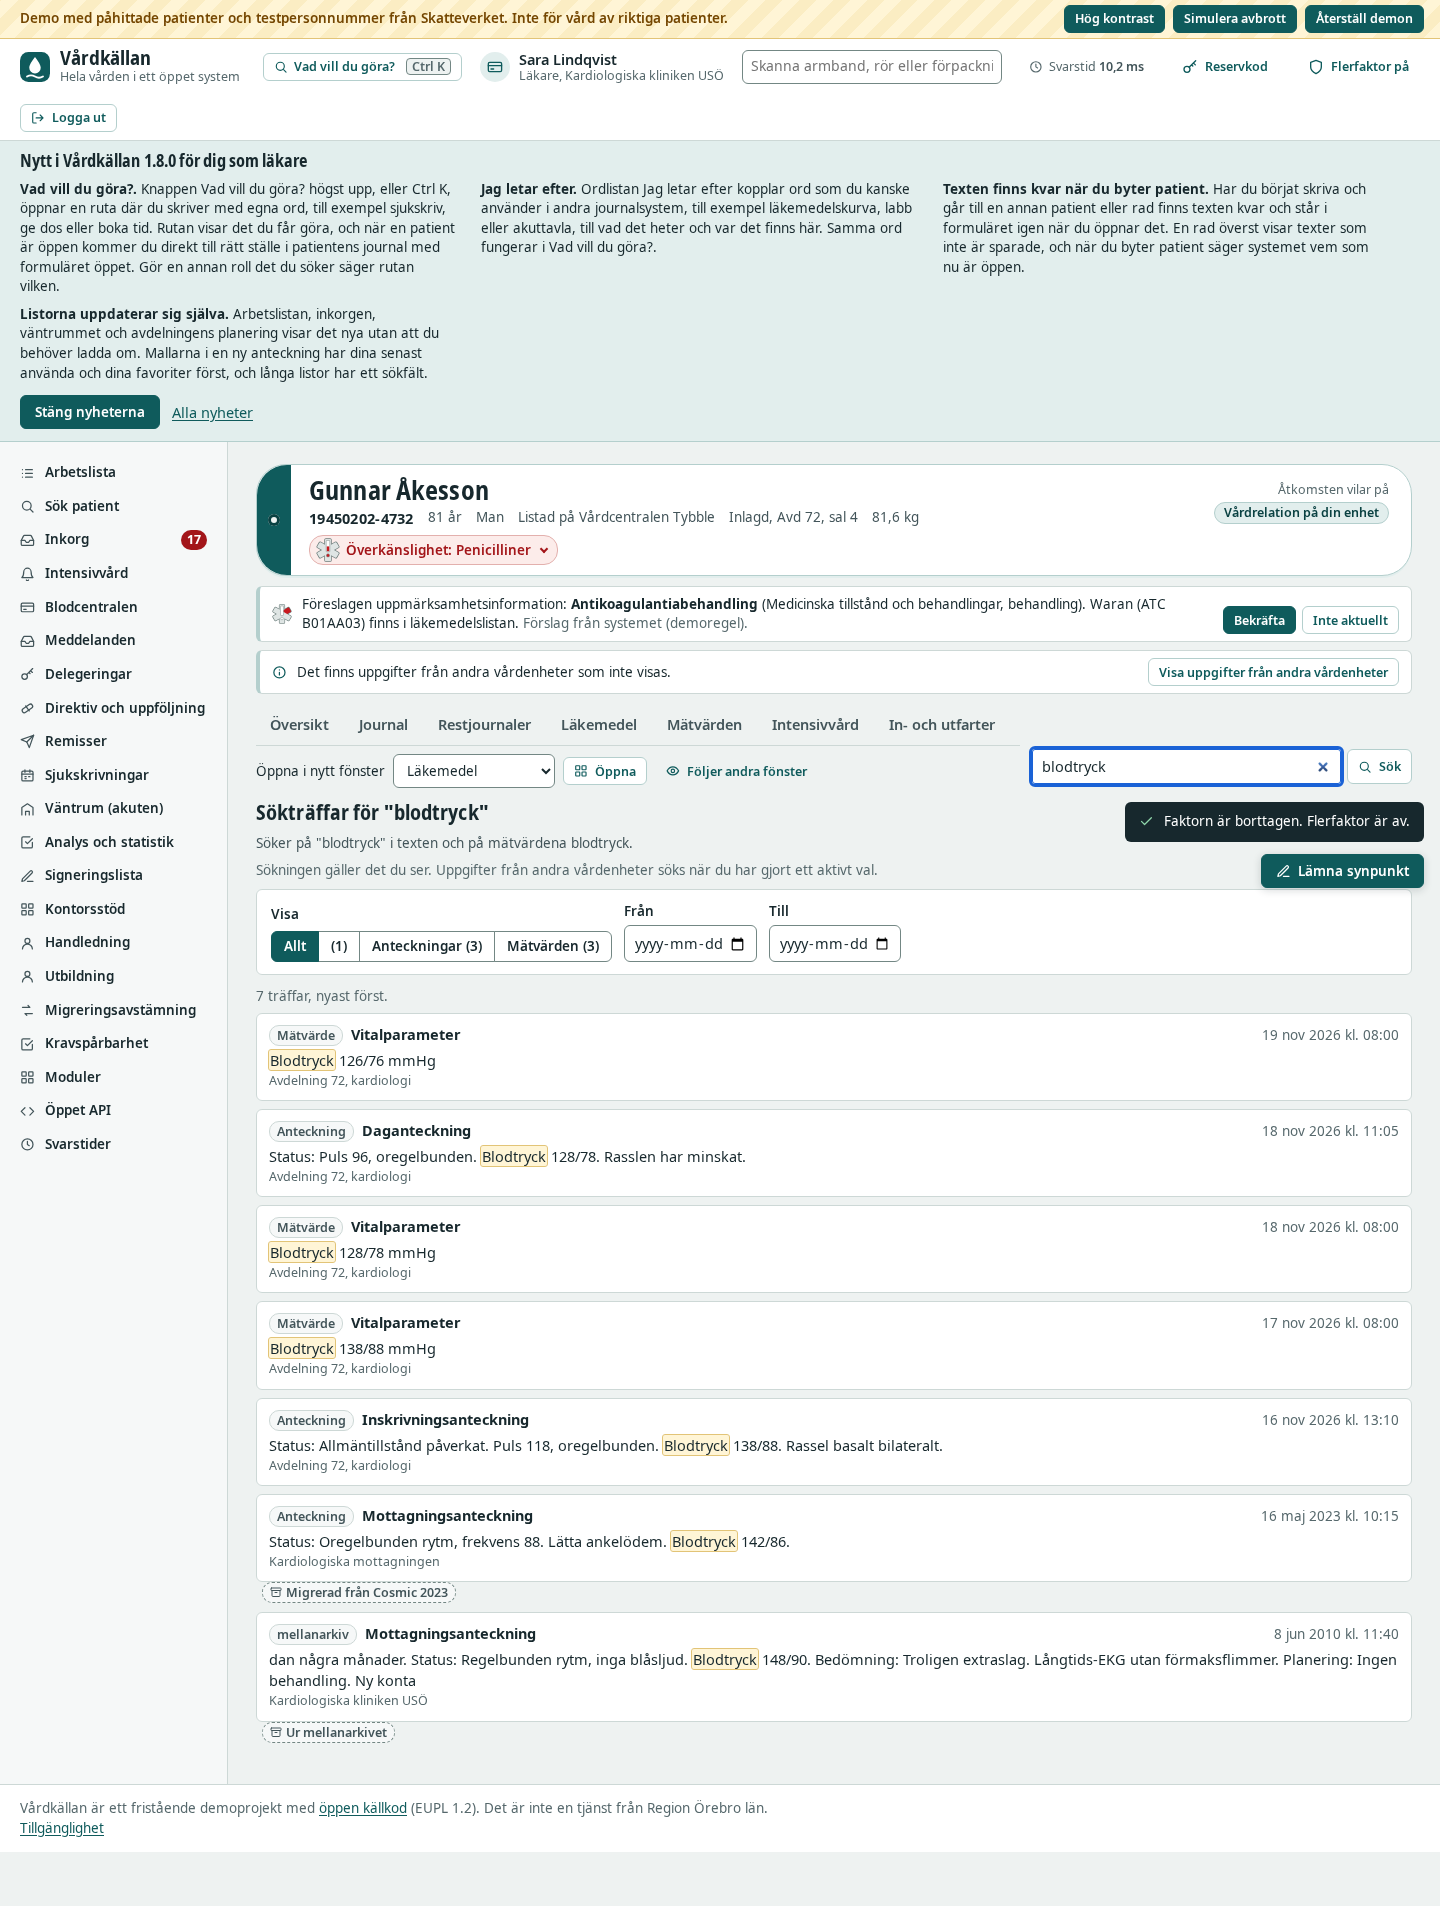 Demo med påhittade patienter och testpersonnummer från Skatteverket. Inte för vård av riktiga patienter.
Hög kontrast
Simulera avbrott
Återställ demon
Vårdkällan
Hela vården i ett öppet system
Vad vill du göra? Ctrl K
Sara Lindqvist
Läkare, Kardiologiska kliniken USÖ
Skanna armband, rör eller förpackni
Svarstid 10,2 ms
Reservkod
Flerfaktor på
Logga ut
Nytt i Vårdkällan 1.8.0 för dig som läkare
Vad vill du göra?. Knappen Vad vill du göra? högst upp, eller Ctrl K,
öppnar en ruta där du skriver med egna ord, till exempel sjukskriv,
ge dos eller boka tid. Rutan visar det du får göra, och när en patient
är öppen kommer du direkt till rätt ställe i patientens journal med
formuläret öppet. Gör en annan roll det du söker säger rutan
vilken.
Jag letar efter. Ordlistan Jag letar efter kopplar ord som du kanske
använder i andra journalsystem, till exempel läkemedelskurva, labb
eller akuttavla, till vad det heter och var det finns här. Samma ord
fungerar i Vad vill du göra?.
Texten finns kvar när du byter patient. Har du börjat skriva och
går till en annan patient eller rad finns texten kvar och står i
formuläret igen när du öppnar det. En rad överst visar texter som
inte är sparade, och när du byter patient säger systemet vem som
nu är öppen.
Listorna uppdaterar sig själva. Arbetslistan, inkorgen,
väntrummet och avdelningens planering visar det nya utan att du
behöver ladda om. Mallarna i en ny anteckning har dina senast
använda och dina favoriter först, och långa listor har ett sökfält.
Stäng nyheterna
Alla nyheter
Arbetslista
Sök patient
Inkorg 17
Intensivvård
Blodcentralen
Meddelanden
Delegeringar
Direktiv och uppföljning
Remisser
Sjukskrivningar
Väntrum (akuten)
Analys och statistik
Signeringslista
Kontorsstöd
Handledning
Utbildning
Migreringsavstämning
Kravspårbarhet
Moduler
Öppet API
Svarstider
Gunnar Åkesson
19450202-4732 81 år Man Listad på Vårdcentralen Tybble Inlagd, Avd 72, sal 4 81,6 kg
Överkänslighet: Penicilliner
Åtkomsten vilar på
Vårdrelation på din enhet
Föreslagen uppmärksamhetsinformation: Antikoagulantiabehandling (Medicinska tillstånd och behandlingar, behandling). Waran (ATC
B01AA03) finns i läkemedelslistan. Förslag från systemet (demoregel).
Bekräfta
Inte aktuellt
Det finns uppgifter från andra vårdenheter som inte visas.
Visa uppgifter från andra vårdenheter
Översikt
Journal
Restjournaler
Läkemedel
Mätvärden
Intensivvård
In- och utfarter
Öppna i nytt fönster
Läkemedel
Öppna
Följer andra fönster
blodtryck
Sök
Sökträffar för "blodtryck"
Söker på "blodtryck" i texten och på mätvärdena blodtryck.
Sökningen gäller det du ser. Uppgifter från andra vårdenheter söks när du har gjort ett aktivt val.
Faktorn är borttagen. Flerfaktor är av.
Lämna synpunkt
Visa
Allt
(1)
Anteckningar (3)
Mätvärden (3)
Från
yyyy-mm-dd
Till
yyyy-mm-dd
7 träffar, nyast först.
Mätvärde Vitalparameter 19 nov 2026 kl. 08:00
Blodtryck 126/76 mmHg
Avdelning 72, kardiologi
Anteckning Daganteckning 18 nov 2026 kl. 11:05
Status: Puls 96, oregelbunden. Blodtryck 128/78. Rasslen har minskat.
Avdelning 72, kardiologi
Mätvärde Vitalparameter 18 nov 2026 kl. 08:00
Blodtryck 128/78 mmHg
Avdelning 72, kardiologi
Mätvärde Vitalparameter 17 nov 2026 kl. 08:00
Blodtryck 138/88 mmHg
Avdelning 72, kardiologi
Anteckning Inskrivningsanteckning 16 nov 2026 kl. 13:10
Status: Allmäntillstånd påverkat. Puls 118, oregelbunden. Blodtryck 138/88. Rassel basalt bilateralt.
Avdelning 72, kardiologi
Anteckning Mottagningsanteckning 16 maj 2023 kl. 10:15
Status: Oregelbunden rytm, frekvens 88. Lätta ankelödem. Blodtryck 142/86.
Kardiologiska mottagningen
Migrerad från Cosmic 2023
mellanarkiv Mottagningsanteckning 8 jun 2010 kl. 11:40
dan några månader. Status: Regelbunden rytm, inga blåsljud. Blodtryck 148/90. Bedömning: Troligen extraslag. Långtids-EKG utan förmaksflimmer. Planering: Ingen
behandling. Ny konta
Kardiologiska kliniken USÖ
Ur mellanarkivet
Vårdkällan är ett fristående demoprojekt med öppen källkod (EUPL 1.2). Det är inte en tjänst från Region Örebro län.
Tillgänglighet